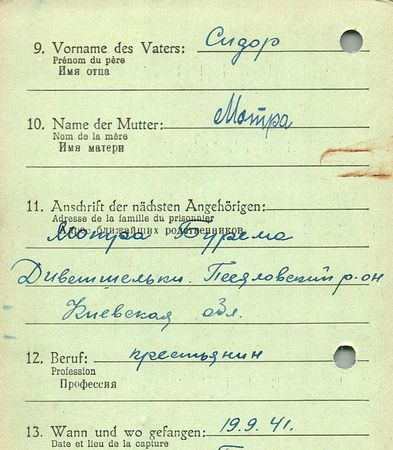 9. Vorname des Vaters: Сидор
Prénom du père
Имя отца
10. Name der Mutter: Мотра
Nom de la mère
Имя матери
11. Anschrift der nächsten Angehörigen:
Adresse de la famille du prisonnier
Адрес ближайших родственников
Мотра Бурема
р-он
Киевская обл.
12. Beruf: крестьянин
Profession
Профессия
13. Wann und wo gefangen: 19.9.41.
Date et lieu de la capture